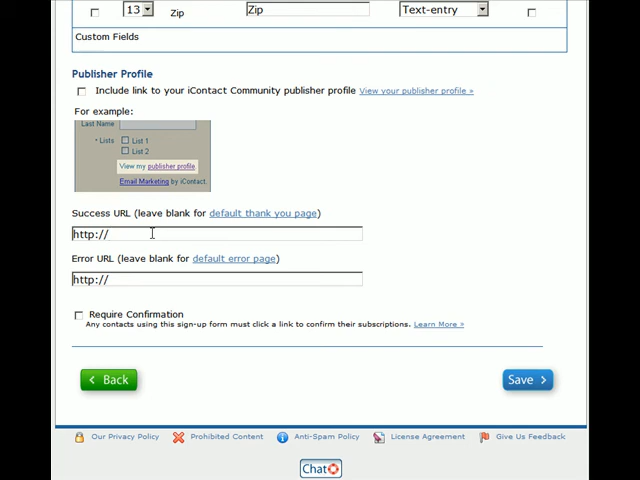 13 Zip Zip Text-entry
Custom Fields
Publisher Profile
Include link to your iContact Community publisher profile View your publisher profile »
For example:
Last Name
* Lists List 1
List 2
View my publisher profile.
Email Marketing by iContact.
Success URL (leave blank for default thank you page)
http://
Error URL (leave blank for default error page)
http://
Require Confirmation
Any contacts using this sign-up form must click a link to confirm their subscriptions. Learn More »
Back Save
Our Privacy Policy Prohibited Content Anti-Spam Policy License Agreement Give Us Feedback
Chat